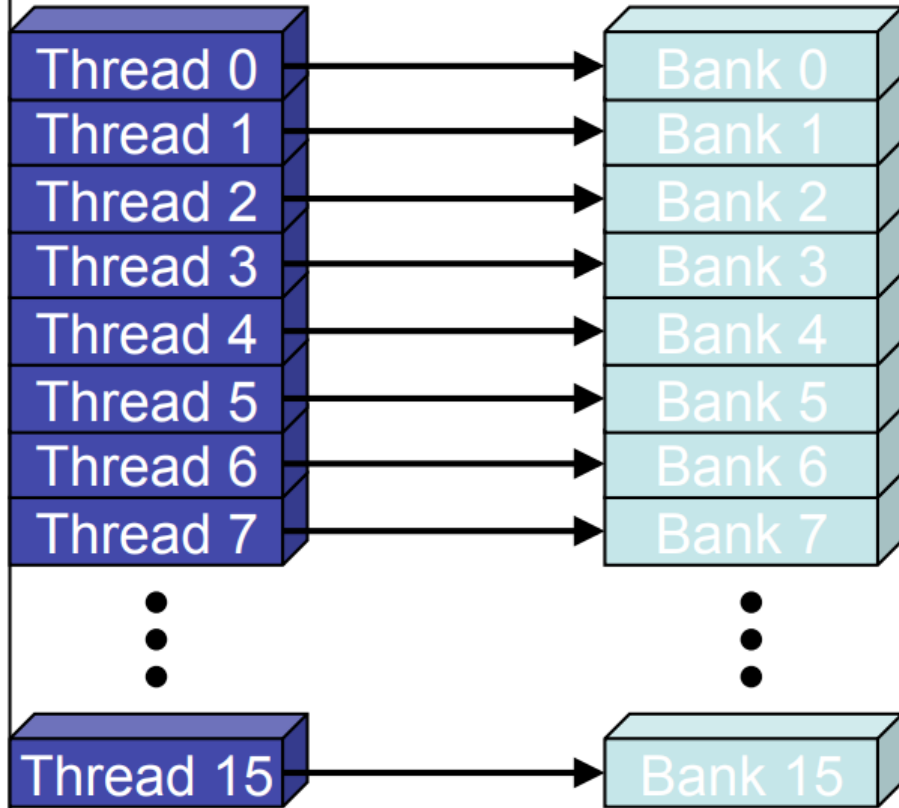 Thread 0 Bank 0
Thread 1 Bank 1
Thread 2 Bank 2
Thread 3 Bank 3
Thread 4 Bank 4
Thread 5 Bank 5
Thread 6 Bank 6
Thread 7 Bank 7
Thread 15 Bank 15